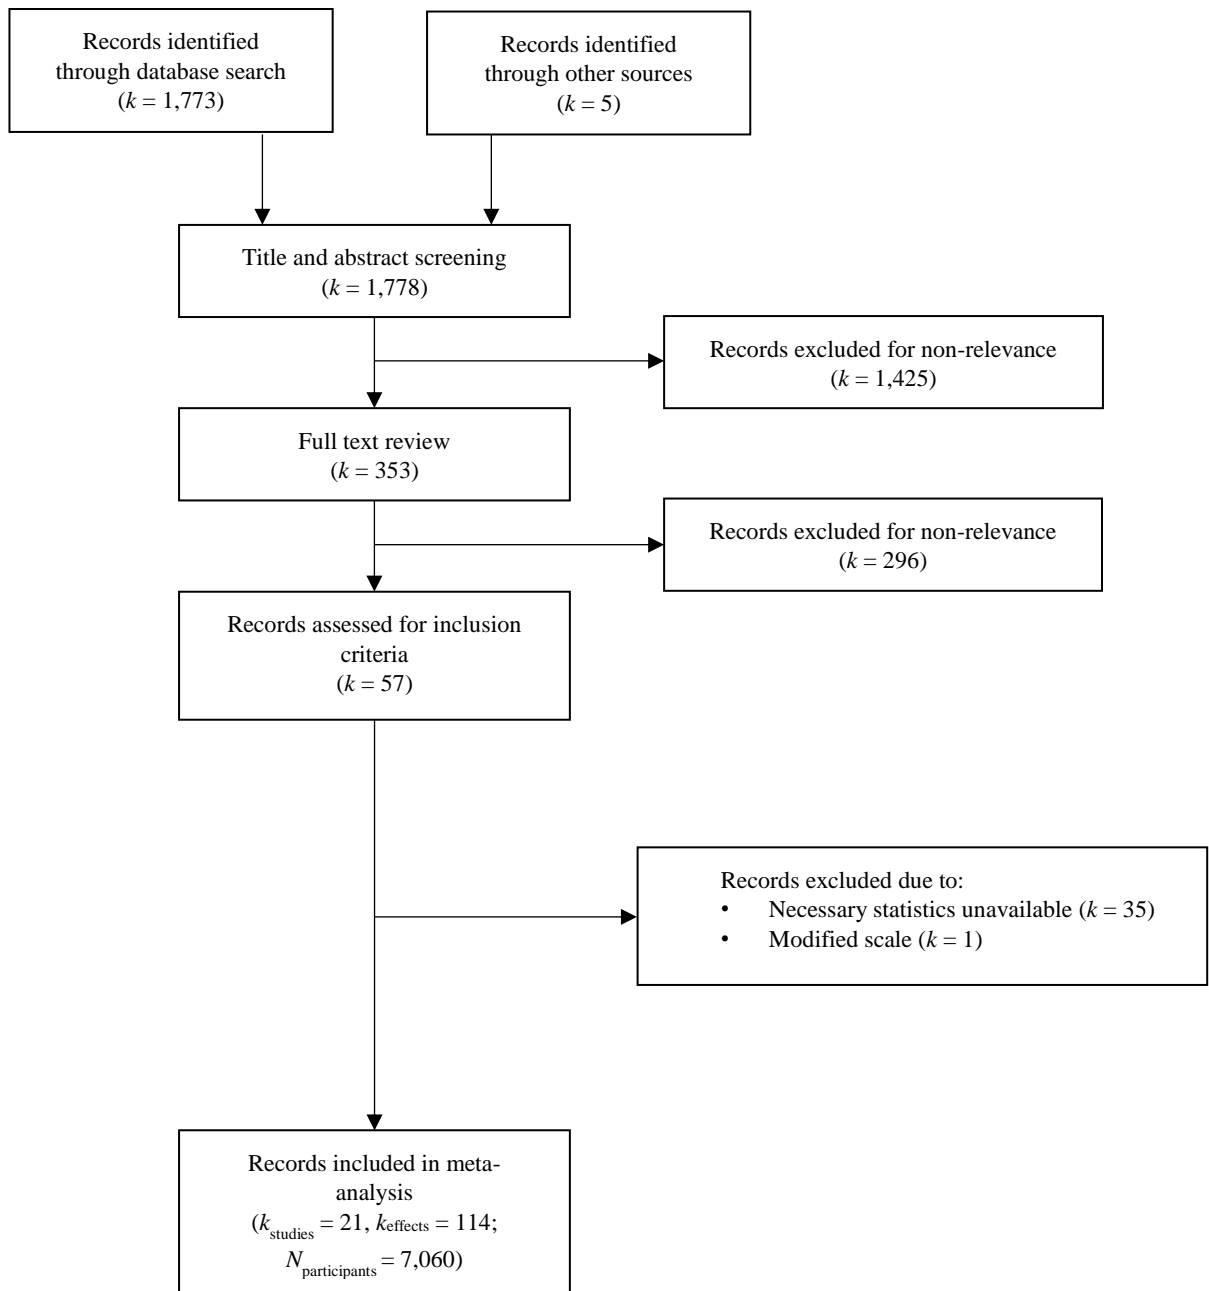 Records identified
through database search
(k = 1,773)
Records identified
through other sources
(k = 5)
Title and abstract screening
(k = 1,778)
Records excluded for non-relevance
(k = 1,425)
Full text review
(k = 353)
Records excluded for non-relevance
(k = 296)
Records assessed for inclusion
criteria
(k = 57)
Records excluded due to:
• Necessary statistics unavailable (k = 35)
• Modified scale (k = 1)
Records included in meta-
analysis
(kstudies = 21, keffects = 114;
Nparticipants = 7,060)